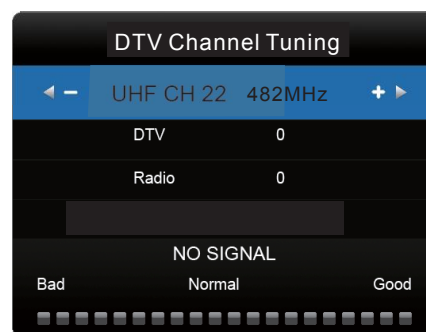 DTV Channel Tuning
UHF CH 22 482MHz
DTV 0
Radio 0
NO SIGNAL
Bad Normal Good